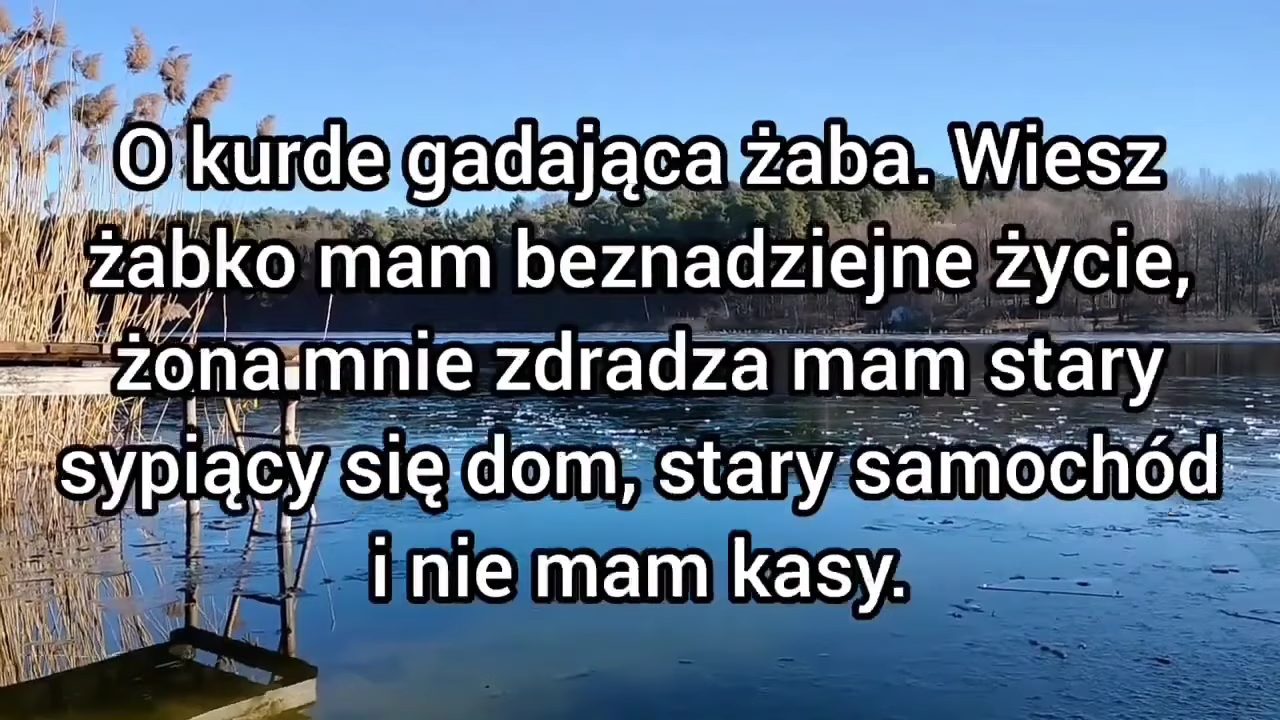 O kurde gadająca żaba. Wiesz
żabko mam beznadziejne życie,
żona mnie zdradza mam stary
sypiący się dom, stary samochód
i nie mam kasy.